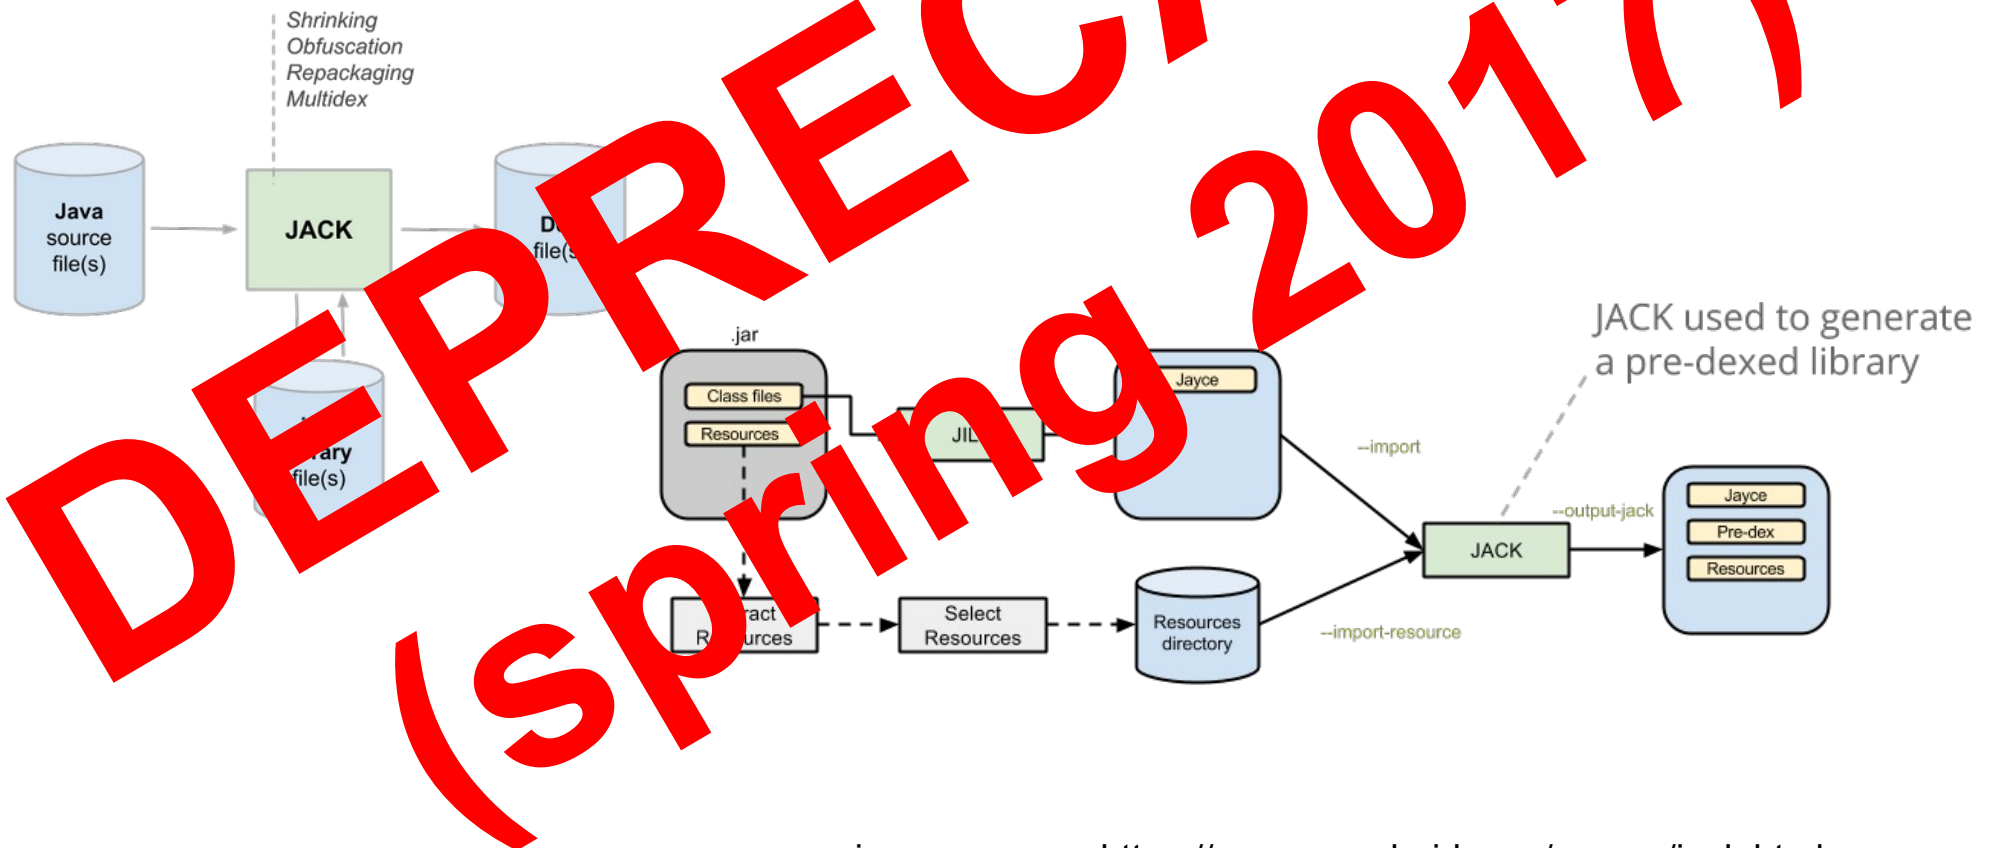 Shrinking
Obfuscation
Repackaging
Multidex
Java
source
file(s)
JACK
file(s)
.jar
Class files
Resources
Jayce
JACK used to generate
a pre-dexed library
--import
--output-jack
JACK
Jayce
Pre-dex
Resources
Select
Resources
Resources
directory
--import-resource
(spring 2017)